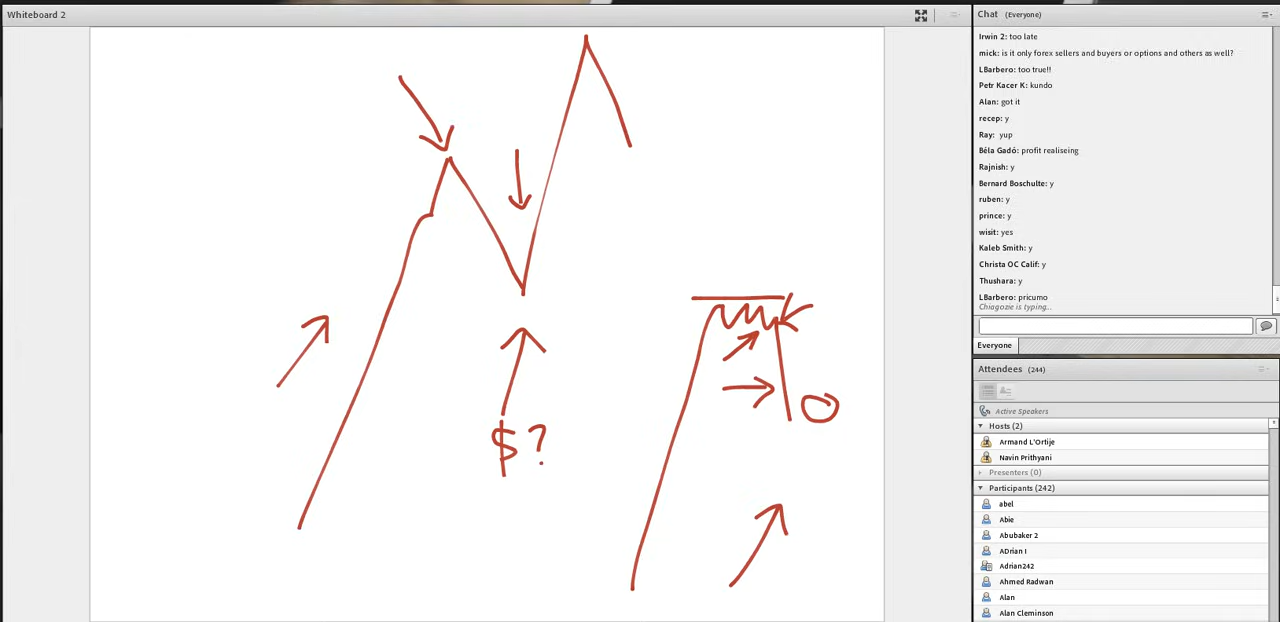 Whiteboard 2
$?
O
Chat (Everyone)
Irwin 2: too late
mick: is it only forex sellers and buyers or options and others as well?
LBarbero: too true!!
Petr Kacer K: kundo
Alan: got it
recep: y
Ray: yup
Béla Gadó: profit realiseing
Rajnish: y
Bernard Boschulte: y
ruben: y
prince: y
wisit: yes
Kaleb Smith: y
Christa OC Calif: y
Thushara: y
LBarbero: pricumo
Chiagozie is typing...
Everyone
Attendees (244)
Active Speakers
Hosts (2)
Armand L'Ortije
Navin Prithyani
Presenters (0)
Participants (242)
abel
Abie
Abubaker 2
ADrian I
Adrian242
Ahmed Radwan
Alan
Alan Cleminson